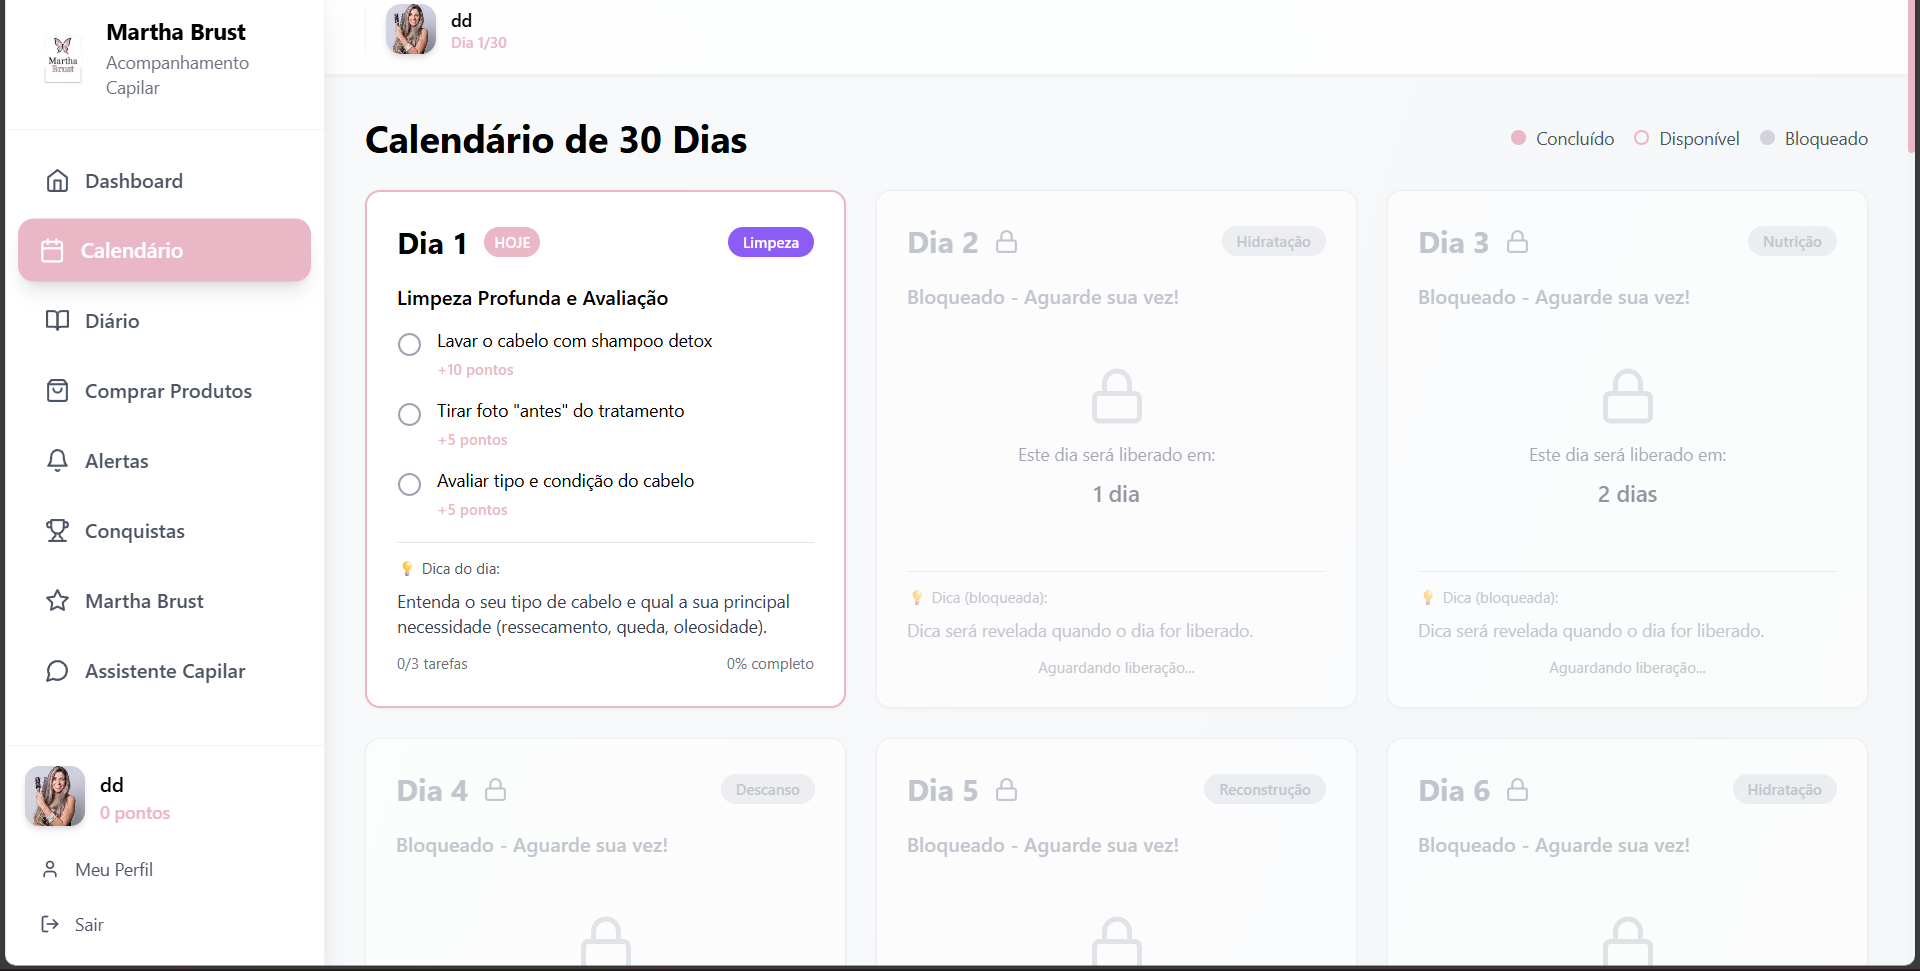 Martha Brust
Acompanhamento
Capilar
Martha
Brust
dd
Dia 1/30
Dashboard
Calendário
Diário
Comprar Produtos
Alertas
Conquistas
Martha Brust
Assistente Capilar
dd
0 pontos
Meu Perfil
Sair
Calendário de 30 Dias
Concluído
Disponível
Bloqueado
Dia 1
HOJE
Limpeza
Limpeza Profunda e Avaliação
Lavar o cabelo com shampoo detox
+10 pontos
Tirar foto "antes" do tratamento
+5 pontos
Avaliar tipo e condição do cabelo
+5 pontos
Dica do dia:
Entenda o seu tipo de cabelo e qual a sua principal
necessidade (ressecamento, queda, oleosidade).
0/3 tarefas
0% completo
Dia 2
Hidratação
Bloqueado - Aguarde sua vez!
Este dia será liberado em:
1 dia
Dica (bloqueada):
Dica será revelada quando o dia for liberado.
Aguardando liberação...
Dia 3
Nutrição
Bloqueado - Aguarde sua vez!
Este dia será liberado em:
2 dias
Dica (bloqueada):
Dica será revelada quando o dia for liberado.
Aguardando liberação...
Dia 4
Descanso
Bloqueado - Aguarde sua vez!
Dia 5
Reconstrução
Bloqueado - Aguarde sua vez!
Dia 6
Hidratação
Bloqueado - Aguarde sua vez!